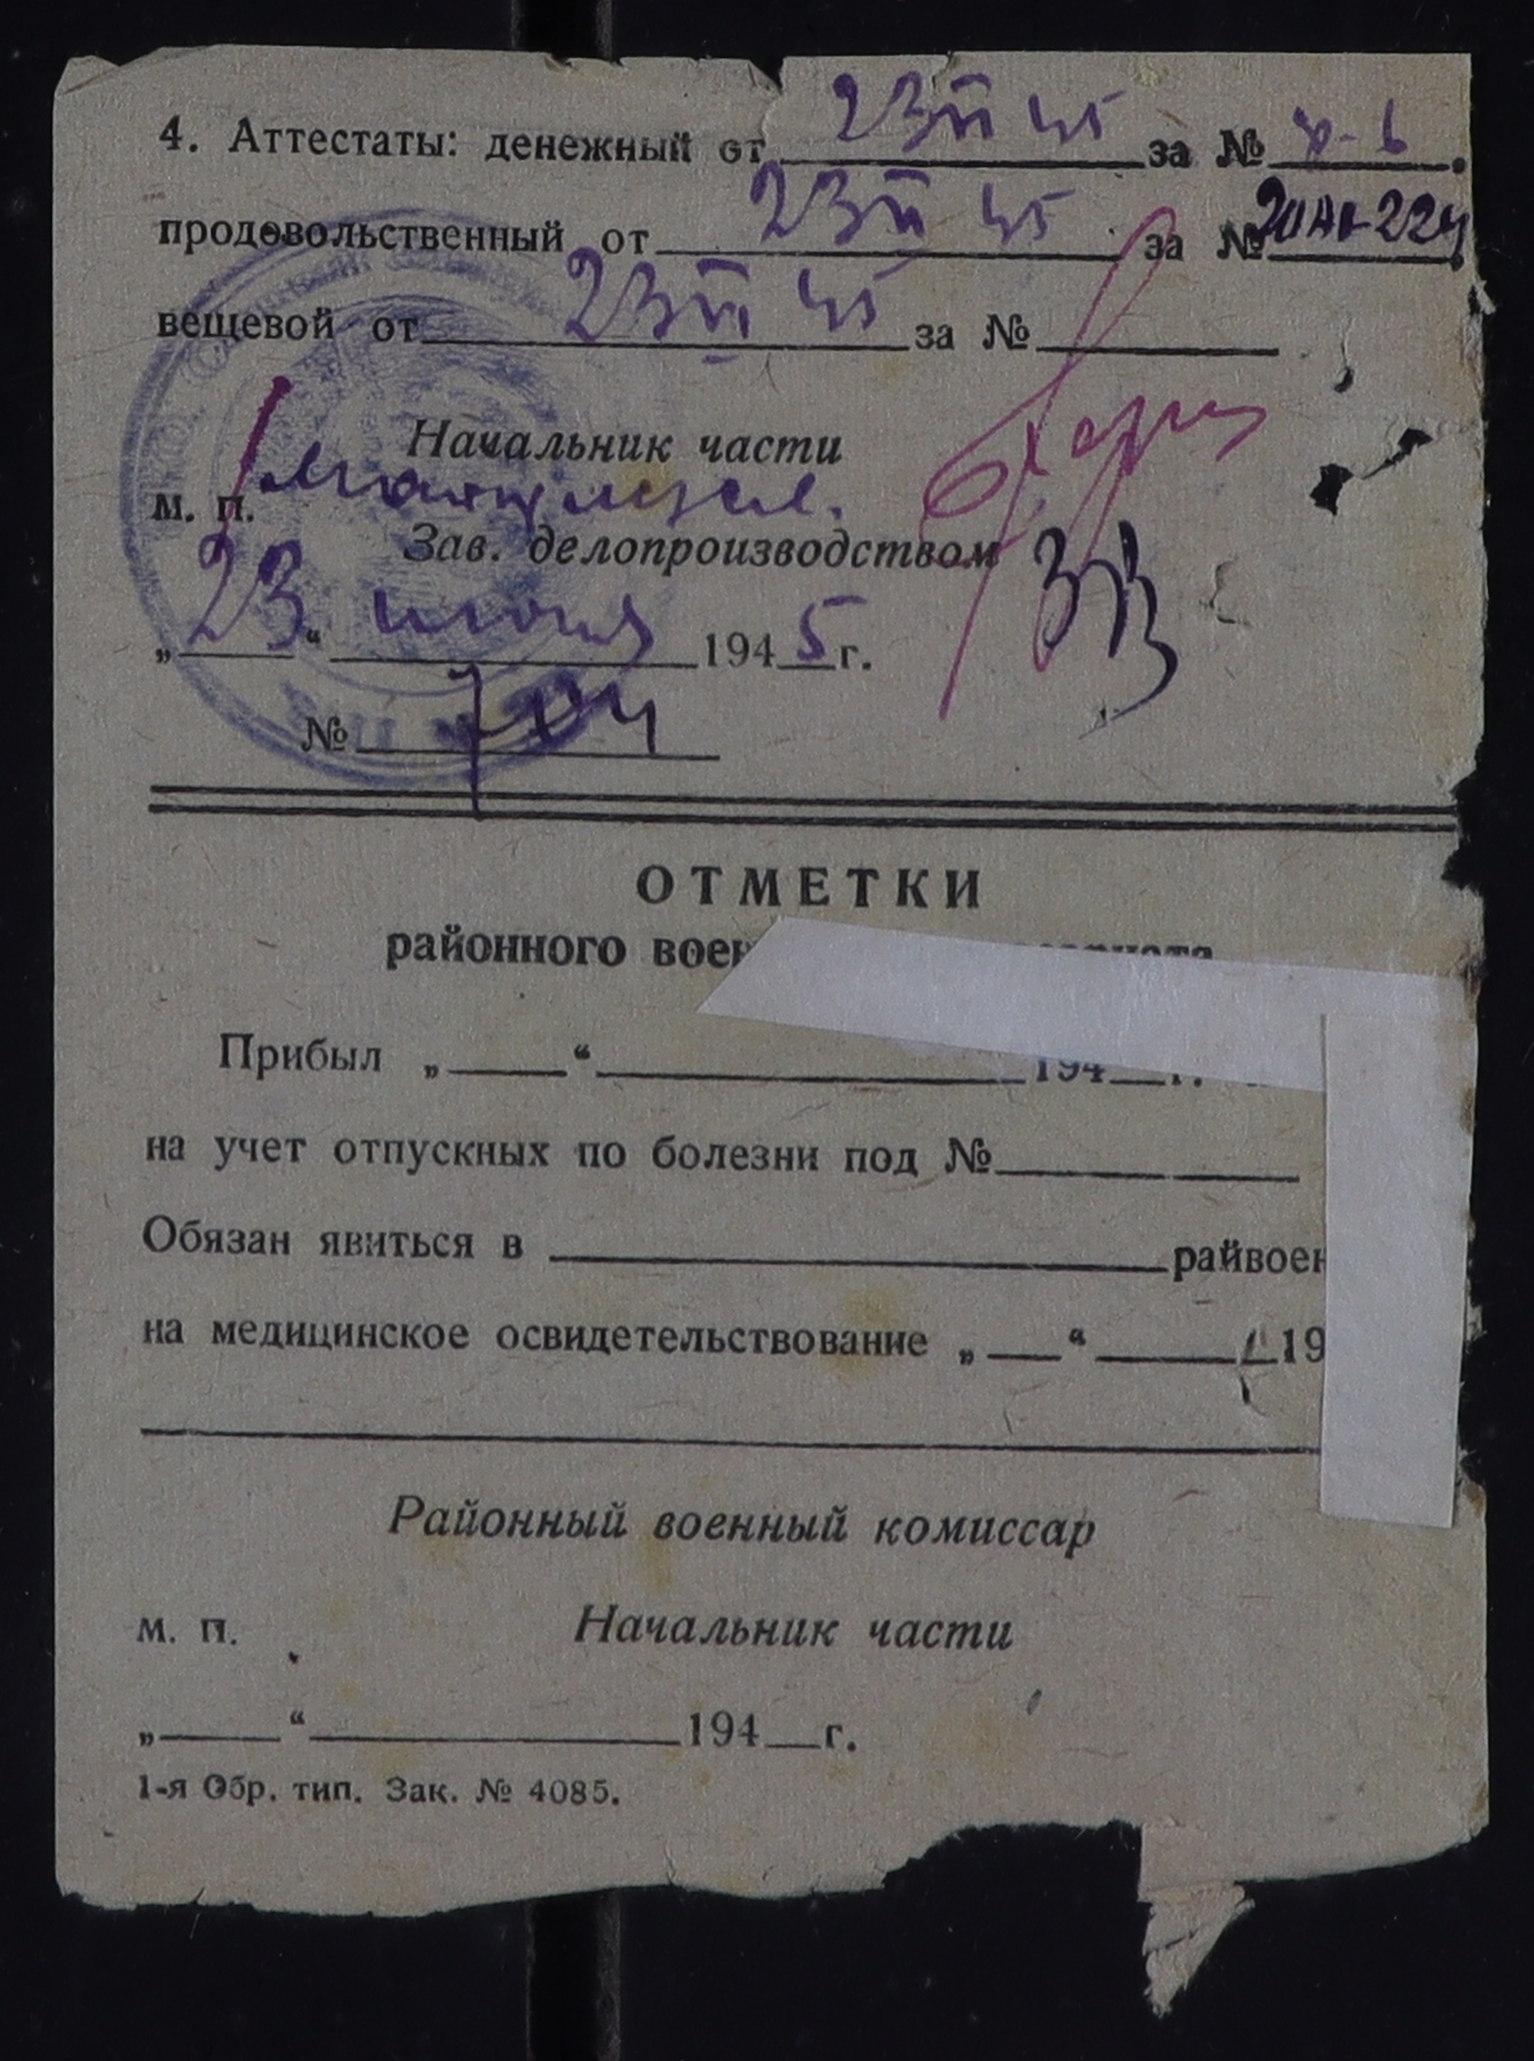 4. Аттестаты: денежный от 23 VI 45 за №
продовольственный от 23 VI 45 за №
вещевой от 23 VI 45 за №
Начальник части
м. п.
Зав. делопроизводством
„23“ июня 1945 г.
№
ОТМЕТКИ
районного воен
Прибыл „ “ 194 г.
на учет отпускных по болезни под №
Обязан явиться в райвоен
на медицинское освидетельствование „ “ 19
Районный военный комиссар
м. п. Начальник части
„ “ 194 г.
1-я Обр. тип. Зак. № 4085.